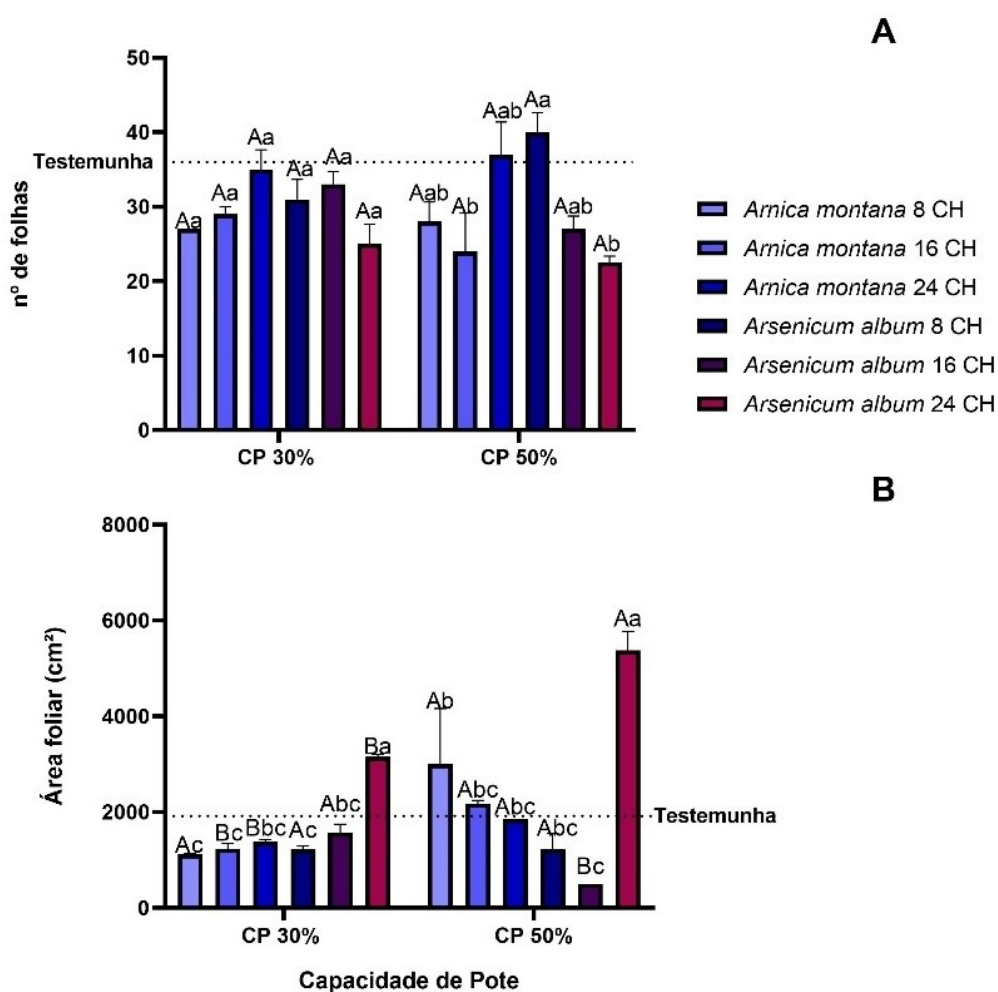 A
50
40
30
20
10
0
nº de folhas
Testemunha
Aa
Aa
Aa
Aa
Aa
Aa
Aab
Ab
Aab
Aa
Aab
Ab
CP 30%
CP 50%
Arnica montana 8 CH
Arnica montana 16 CH
Arnica montana 24 CH
Arsenicum album 8 CH
Arsenicum album 16 CH
Arsenicum album 24 CH
B
8000
6000
4000
2000
0
Área foliar (cm²)
Ac
Bc
Bbc
Ac
Abc
Ba
Ab
Abc
Abc
Abc
Bc
Aa
Testemunha
CP 30%
CP 50%
Capacidade de Pote